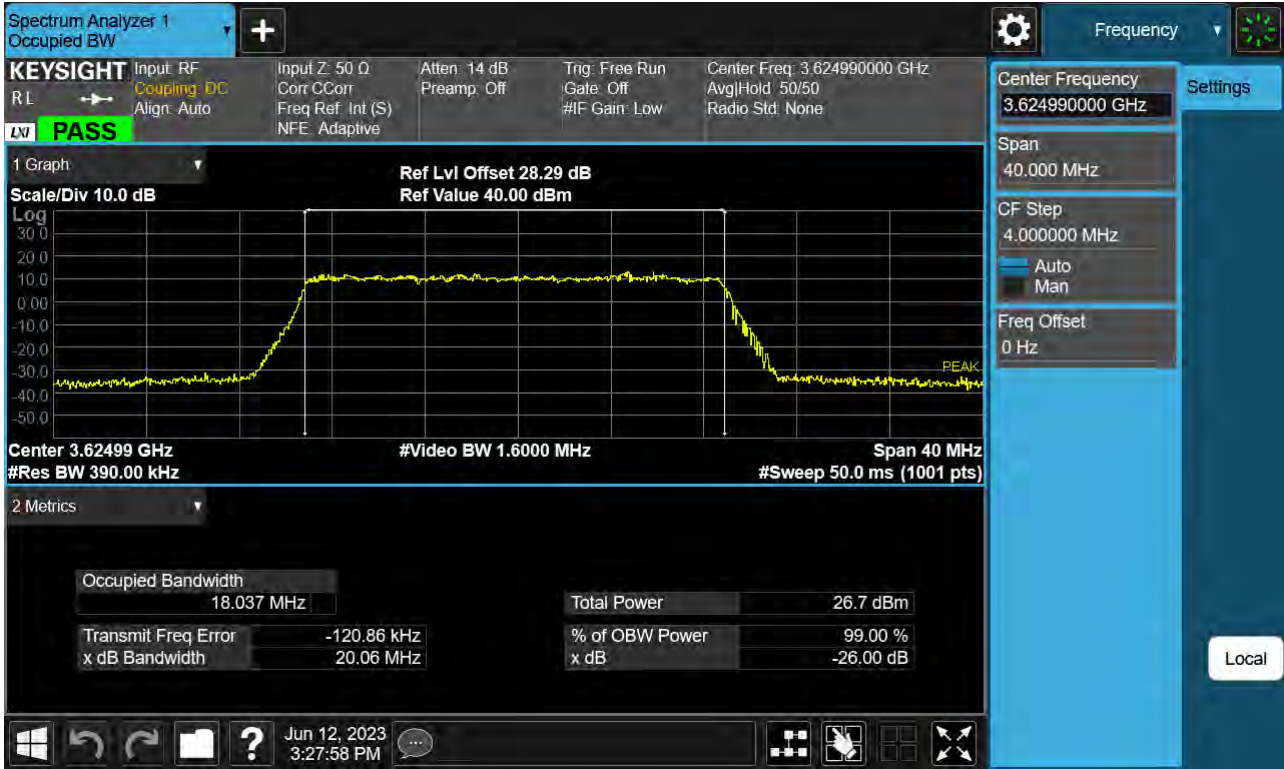 Spectrum Analyzer 1
Occupied BW
Frequency
KEYSIGHT
R L
LXI
PASS
Input: RF
Coupling: DC
Align: Auto
Input Z: 50 Ω
Corr CCorr
Freq Ref: Int (S)
NFE: Adaptive
Atten: 14 dB
Preamp: Off
Trig: Free Run
Gate: Off
#IF Gain: Low
Center Freq: 3.624990000 GHz
Avg|Hold: 50/50
Radio Std: None
1 Graph
Scale/Div 10.0 dB
Ref Lvl Offset 28.29 dB
Ref Value 40.00 dBm
Log
30.0
20.0
10.0
0.00
-10.0
-20.0
-30.0
-40.0
-50.0
PEAK
Center 3.62499 GHz
#Video BW 1.6000 MHz
Span 40 MHz
#Res BW 390.00 kHz
#Sweep 50.0 ms (1001 pts)
2 Metrics
Occupied Bandwidth
18.037 MHz
Total Power 26.7 dBm
Transmit Freq Error -120.86 kHz
% of OBW Power 99.00 %
x dB Bandwidth 20.06 MHz
x dB -26.00 dB
Center Frequency
3.624990000 GHz
Settings
Span
40.000 MHz
CF Step
4.000000 MHz
Auto
Man
Freq Offset
0 Hz
Local
?
Jun 12, 2023
3:27:58 PM